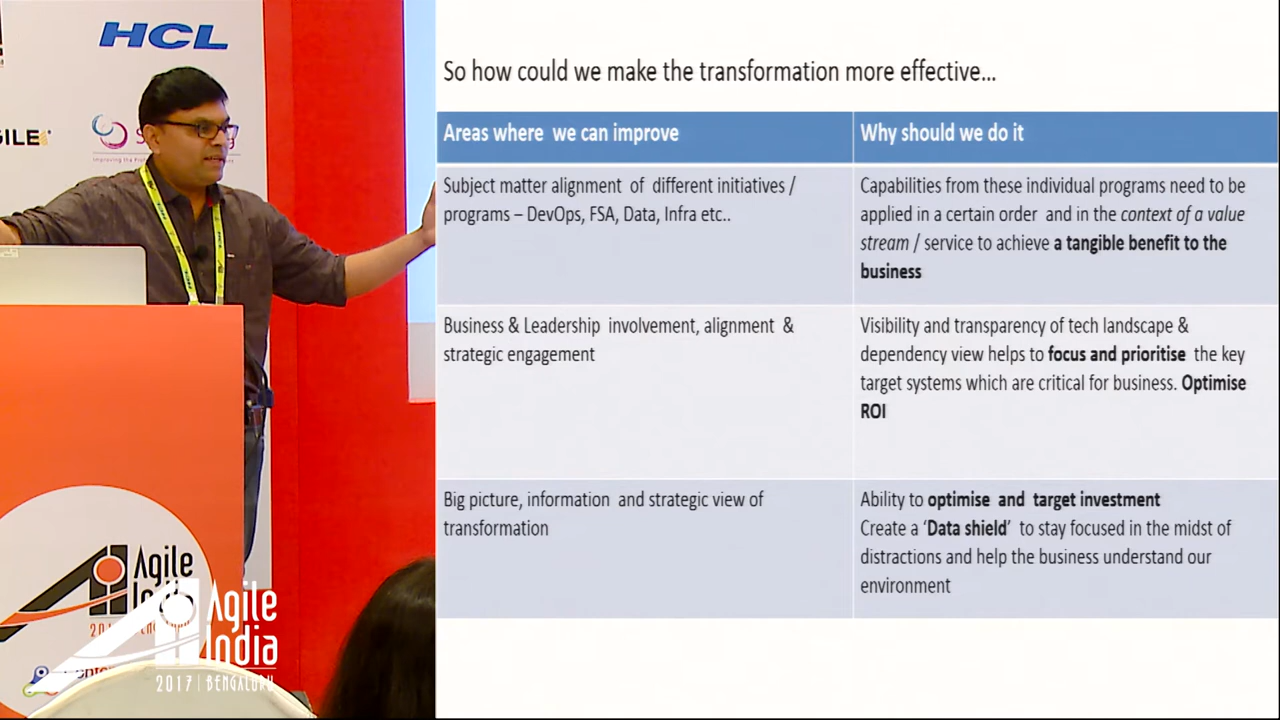 HCL
So how could we make the transformation more effective...
Areas where we can improve
Why should we do it
Subject matter alignment of different initiatives /
programs – DevOps, FSA, Data, Infra etc..
Capabilities from these individual programs need to be
applied in a certain order and in the context of a value
stream / service to achieve a tangible benefit to the
business
Business & Leadership involvement, alignment &
strategic engagement
Visibility and transparency of tech landscape &
dependency view helps to focus and prioritise the key
target systems which are critical for business. Optimise
ROI
Big picture, information and strategic view of
transformation
Ability to optimise and target investment
Create a ‘Data shield’ to stay focused in the midst of
distractions and help the business understand our
environment
Agile
Agile
India
2017 | BENGALURU